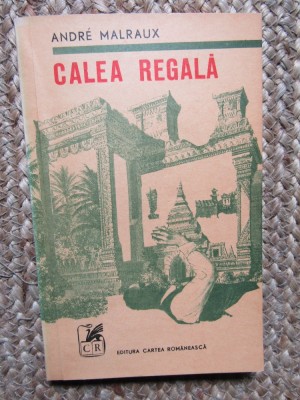 ANDRÉ MALRAUX
CALEA REGALĂ
CR
EDITURA CARTEA ROMÂNEASCĂ